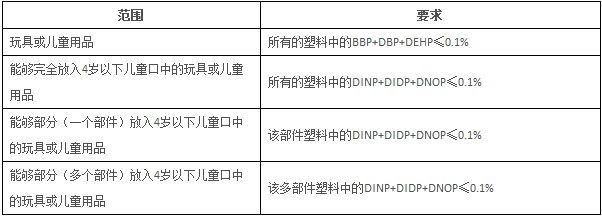 范围
要求
玩具或儿童用品
所有的塑料中的BBP+DBP+DEHP≤0.1%
能够完全放入4岁以下儿童口中的玩具或儿童
用品
所有的塑料中的DINP+DIDP+DNOP≤0.1%
能够部分（一个部件）放入4岁以下儿童口中
的玩具或儿童用品
该部件塑料中的DINP+DIDP+DNOP≤0.1%
能够部分（多个部件）放入4岁以下儿童口中
的玩具或儿童用品
该多部件塑料中的DINP+DIDP+DNOP≤0.1%